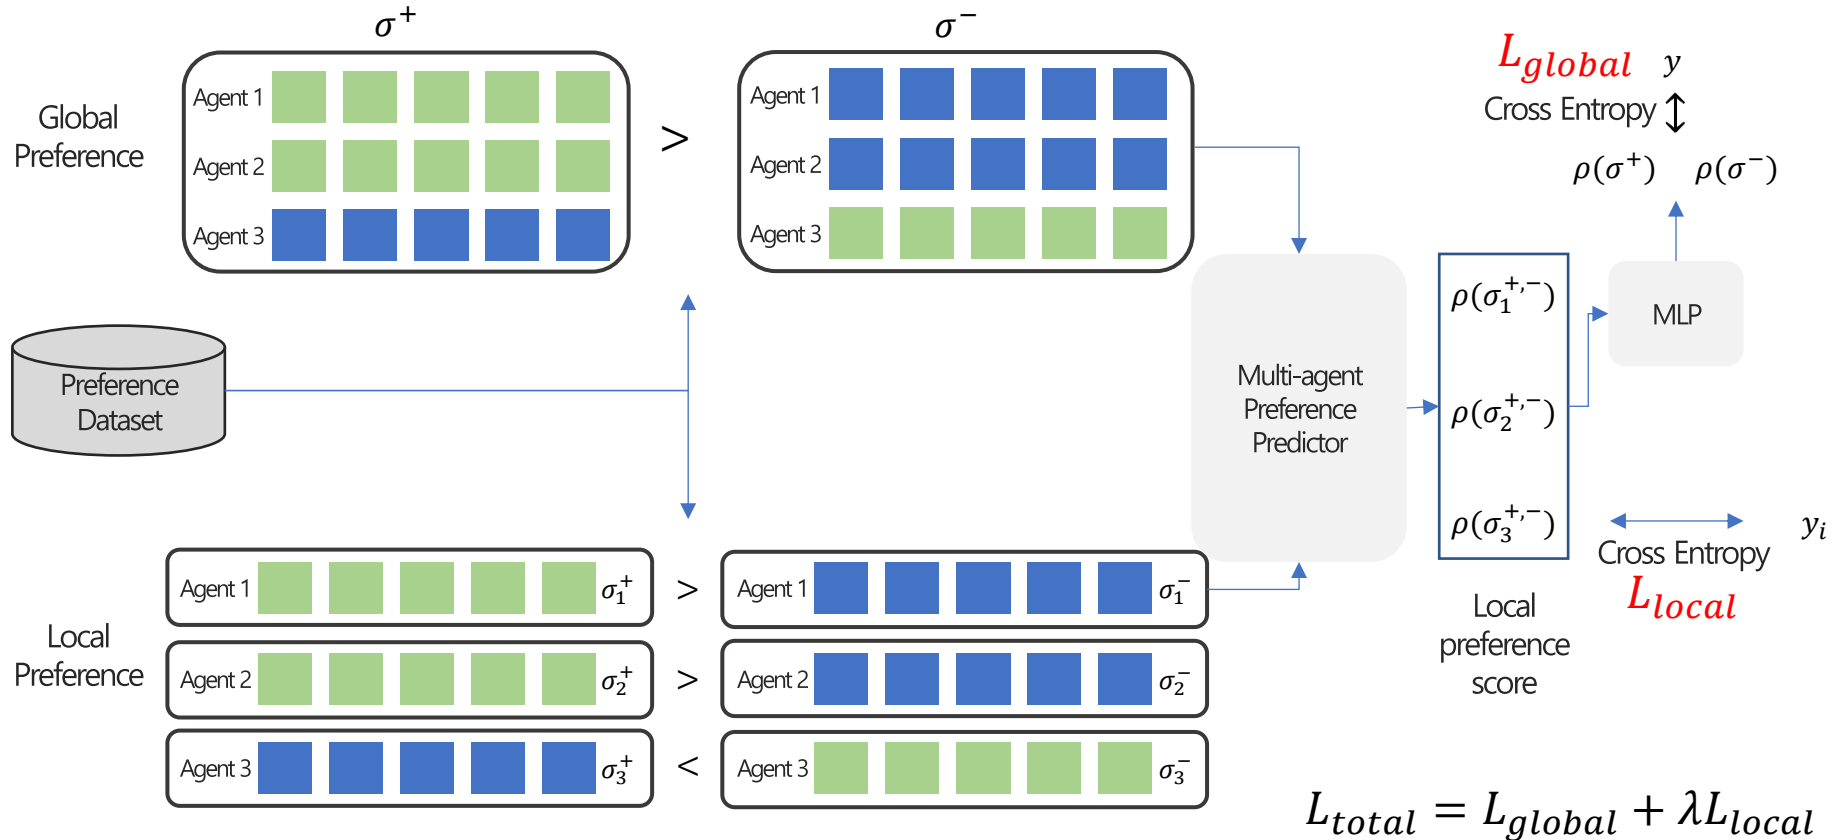 σ⁺
σ⁻
Global
Preference
Agent 1
Agent 2
Agent 3
>
Agent 1
Agent 2
Agent 3
L_global y
Cross Entropy
ρ(σ⁺) ρ(σ⁻)
Preference
Dataset
Multi-agent
Preference
Predictor
ρ(σ₁^{+,−})
ρ(σ₂^{+,−})
ρ(σ₃^{+,−})
MLP
Cross Entropy
y_i
L_local
Local
preference
score
Local
Preference
Agent 1 σ₁⁺ > Agent 1 σ₁⁻
Agent 2 σ₂⁺ > Agent 2 σ₂⁻
Agent 3 σ₃⁺ < Agent 3 σ₃⁻
L_total = L_global + λL_local